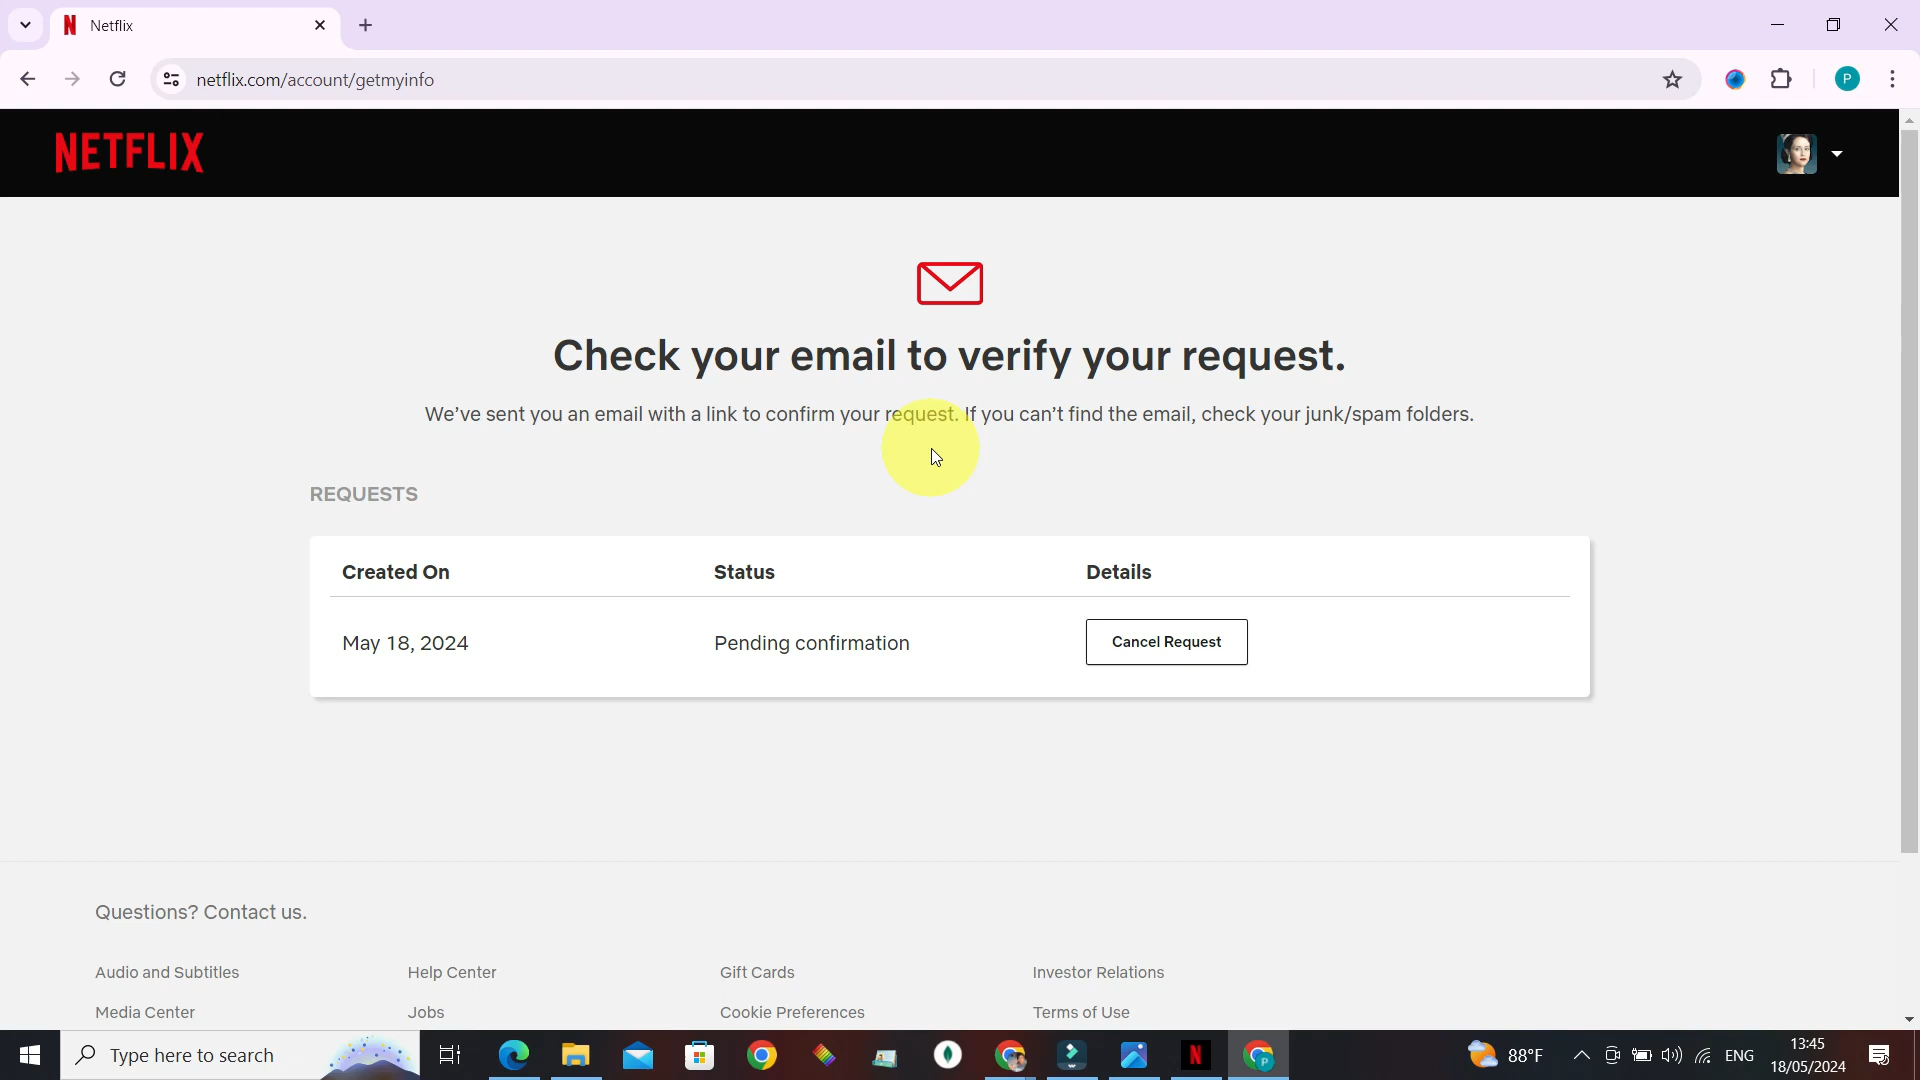 Netflix
netflix.com/account/getmyinfo
P
NETFLIX
Check your email to verify your request.
We've sent you an email with a link to confirm your request. If you can't find the email, check your junk/spam folders.
REQUESTS
Created On Status Details
May 18, 2024 Pending confirmation Cancel Request
Questions? Contact us.
Audio and Subtitles Help Center Gift Cards Investor Relations
Media Center Jobs Cookie Preferences Terms of Use
Type here to search
88°F
ENG
13:45
18/05/2024